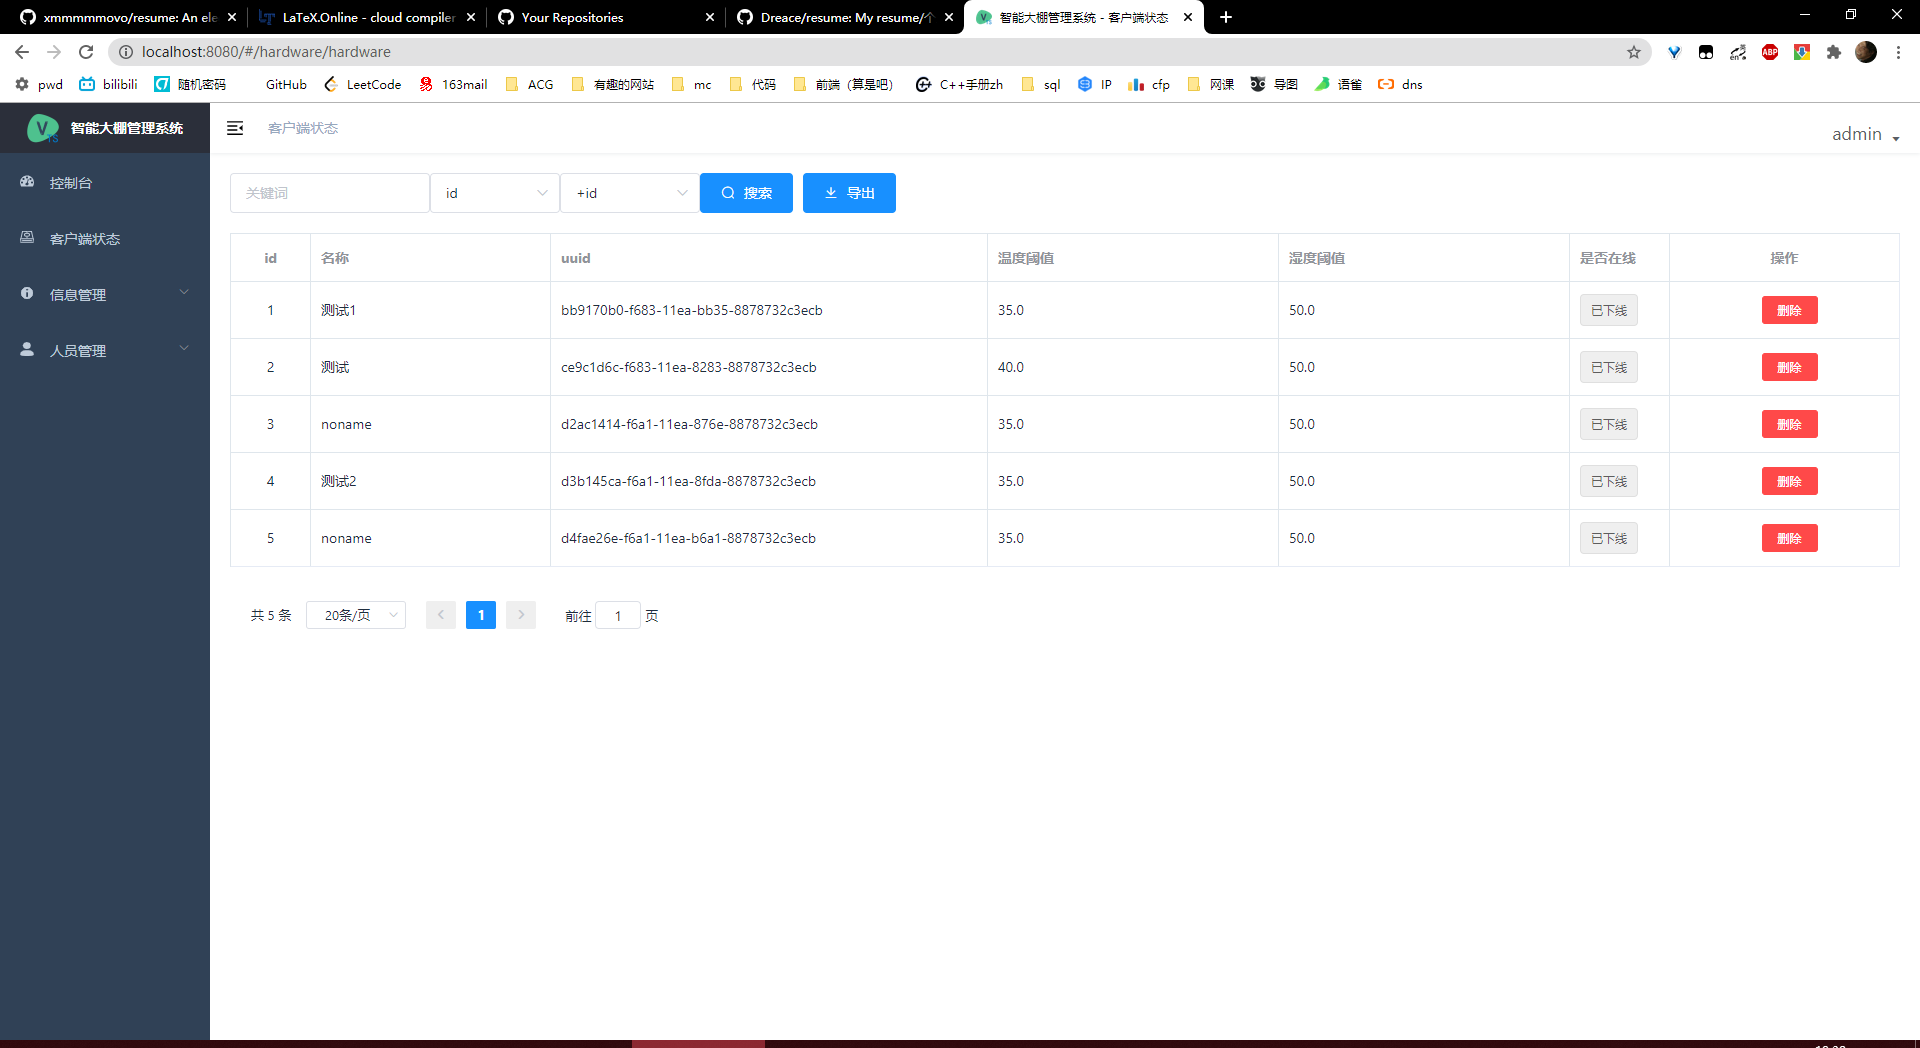 xmmmmmovo/resume: An ele
LaTeX.Online - cloud compiler
Your Repositories
Dreace/resume: My resume/个
智能大棚管理系统 - 客户端状态
localhost:8080/#/hardware/hardware
pwd
bilibili
随机密码
GitHub
LeetCode
163mail
ACG
有趣的网站
mc
代码
前端（算是吧）
C++手册zh
sql
IP
cfp
网课
导图
语雀
dns
智能大棚管理系统
客户端状态
admin
控制台
客户端状态
信息管理
人员管理
关键词 id +id 搜索 导出
id 名称 uuid 温度阈值 湿度阈值 是否在线 操作
1 测试1 bb9170b0-f683-11ea-bb35-8878732c3ecb 35.0 50.0 已下线 删除
2 测试 ce9c1d6c-f683-11ea-8283-8878732c3ecb 40.0 50.0 已下线 删除
3 noname d2ac1414-f6a1-11ea-876e-8878732c3ecb 35.0 50.0 已下线 删除
4 测试2 d3b145ca-f6a1-11ea-8fda-8878732c3ecb 35.0 50.0 已下线 删除
5 noname d4fae26e-f6a1-11ea-b6a1-8878732c3ecb 35.0 50.0 已下线 删除
共 5 条 20条/页 1 前往 1 页